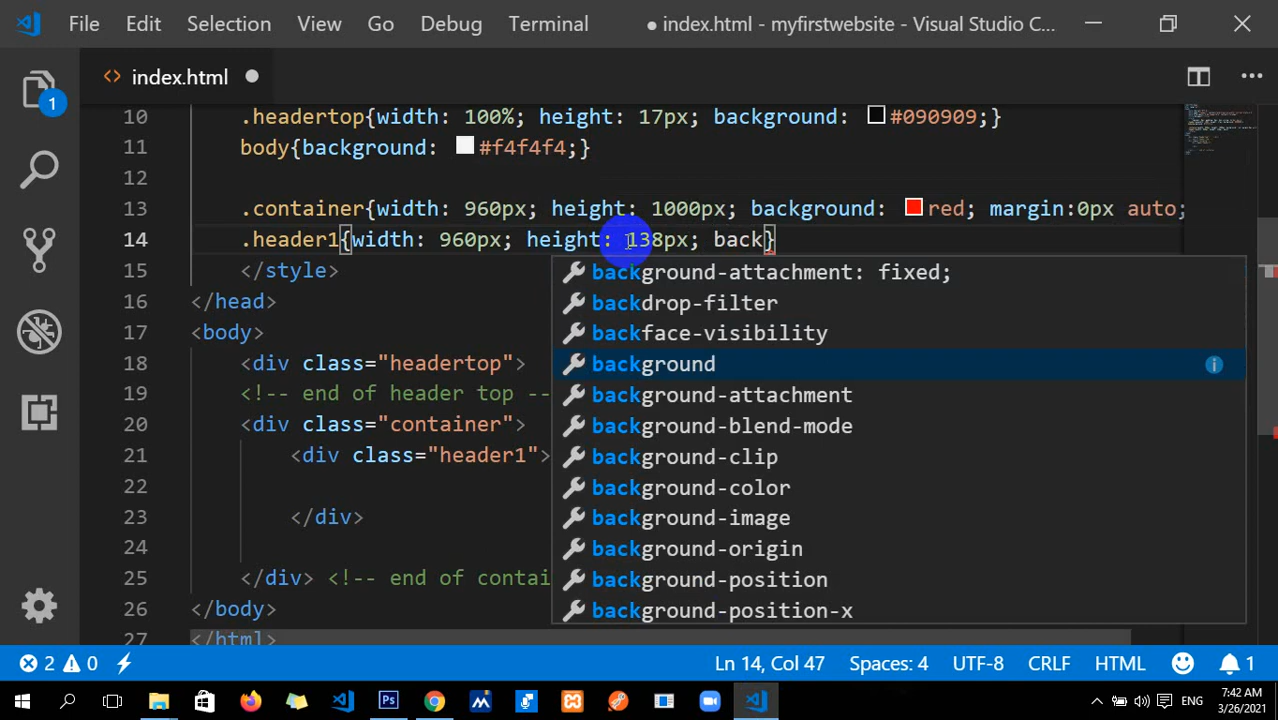 File Edit Selection View Go Debug Terminal ● index.html - myfirstwebsite - Visual Studio C...
index.html
1
10 .headertop{width: 100%; height: 17px; background: #090909;}
11 body{background: #f4f4f4;}
12
13 .container{width: 960px; height: 1000px; background: red; margin:0px auto;
14 .header1{width: 960px; height: 138px; back}
15 </style>
background-attachment: fixed;
16 </head>
backdrop-filter
17 <body>
backface-visibility
18 <div class="headertop">
background
19 <!-- end of header top --
background-attachment
20 <div class="container">
background-blend-mode
21 <div class="header1">
background-clip
22
background-color
23 </div>
background-image
24
background-origin
25 </div> <!-- end of contai
background-position
26 </body>
background-position-x
27 </html>
2 0 Ln 14, Col 47 Spaces: 4 UTF-8 CRLF HTML 1
ENG 7:42 AM
3/26/2021